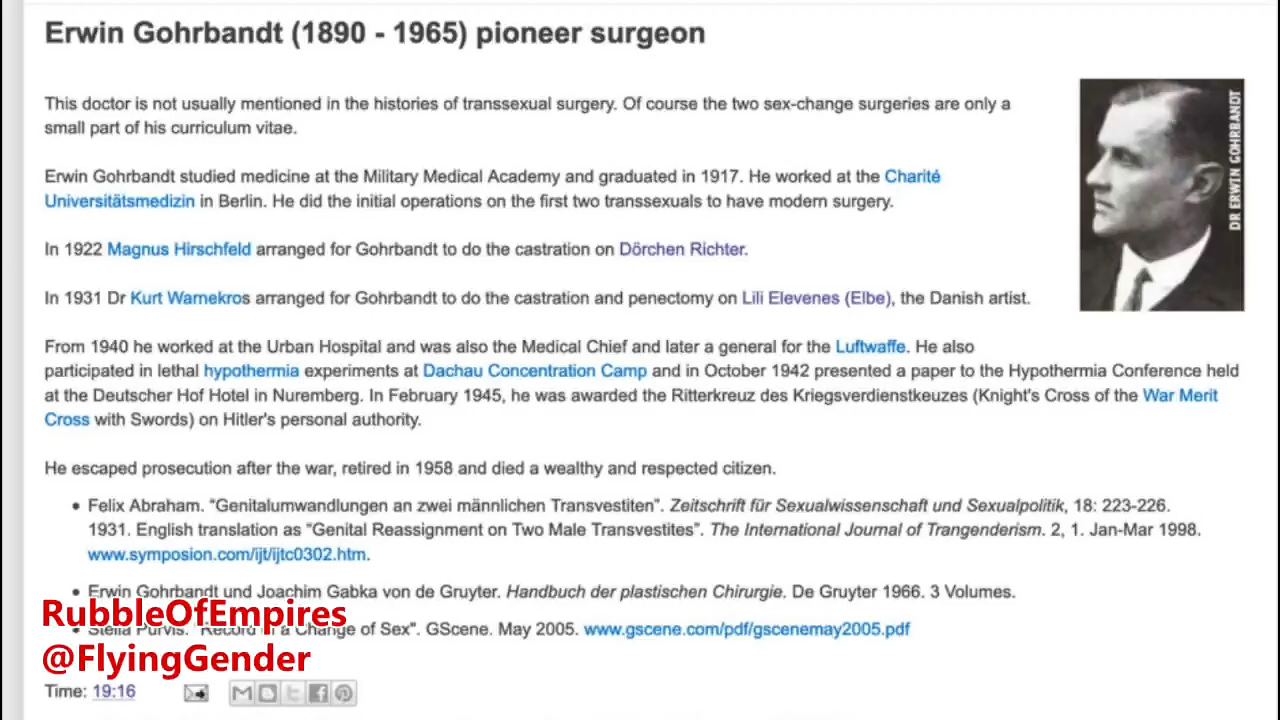 Erwin Gohrbandt (1890 - 1965) pioneer surgeon
This doctor is not usually mentioned in the histories of transsexual surgery. Of course the two sex-change surgeries are only a
small part of his curriculum vitae.
DR ERWIN GOHRBANDT
Erwin Gohrbandt studied medicine at the Military Medical Academy and graduated in 1917. He worked at the Charité
Universitätsmedizin in Berlin. He did the initial operations on the first two transsexuals to have modern surgery.
In 1922 Magnus Hirschfeld arranged for Gohrbandt to do the castration on Dörchen Richter.
In 1931 Dr Kurt Warnekros arranged for Gohrbandt to do the castration and penectomy on Lili Elevenes (Elbe), the Danish artist.
From 1940 he worked at the Urban Hospital and was also the Medical Chief and later a general for the Luftwaffe. He also
participated in lethal hypothermia experiments at Dachau Concentration Camp and in October 1942 presented a paper to the Hypothermia Conference held
at the Deutscher Hof Hotel in Nuremberg. In February 1945, he was awarded the Ritterkreuz des Kriegsverdienstkeuzes (Knight's Cross of the War Merit
Cross with Swords) on Hitler's personal authority.
He escaped prosecution after the war, retired in 1958 and died a wealthy and respected citizen.
• Felix Abraham. “Genitalumwandlungen an zwei männlichen Transvestiten”. Zeitschrift für Sexualwissenschaft und Sexualpolitik, 18: 223-226.
1931. English translation as “Genital Reassignment on Two Male Transvestites”. The International Journal of Trangenderism. 2, 1. Jan-Mar 1998.
www.symposion.com/ijt/ijtc0302.htm.
• Erwin Gohrbandt und Joachim Gabka von de Gruyter. Handbuch der plastischen Chirurgie. De Gruyter 1966. 3 Volumes.
RubbleOfEmpires
• Stella Purvis. "Record of a Change of Sex". GScene. May 2005. www.gscene.com/pdf/gscenemay2005.pdf
@FlyingGender
Time: 19:16